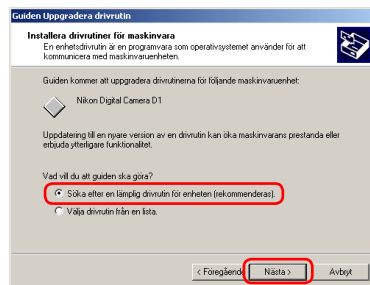 Guiden Uppgradera drivrutin
Installera drivrutiner för maskinvara
En enhetsdrivrutin är en programvara som operativsystemet använder för att
kommunicera med maskinvaruenheten.
Guiden kommer att uppgradera drivrutinerna för följande maskinvaruenhet:
Nikon Digital Camera D1
Uppdatering till en nyare version av en drivrutin kan öka maskinvarans prestanda eller
erbjuda ytterligare funktionalitet.
Vad vill du att guiden ska göra?
Söka efter en lämplig drivrutin för enheten (rekommenderas).
Välja drivrutin från en lista.
< Föregående Nästa > Avbryt